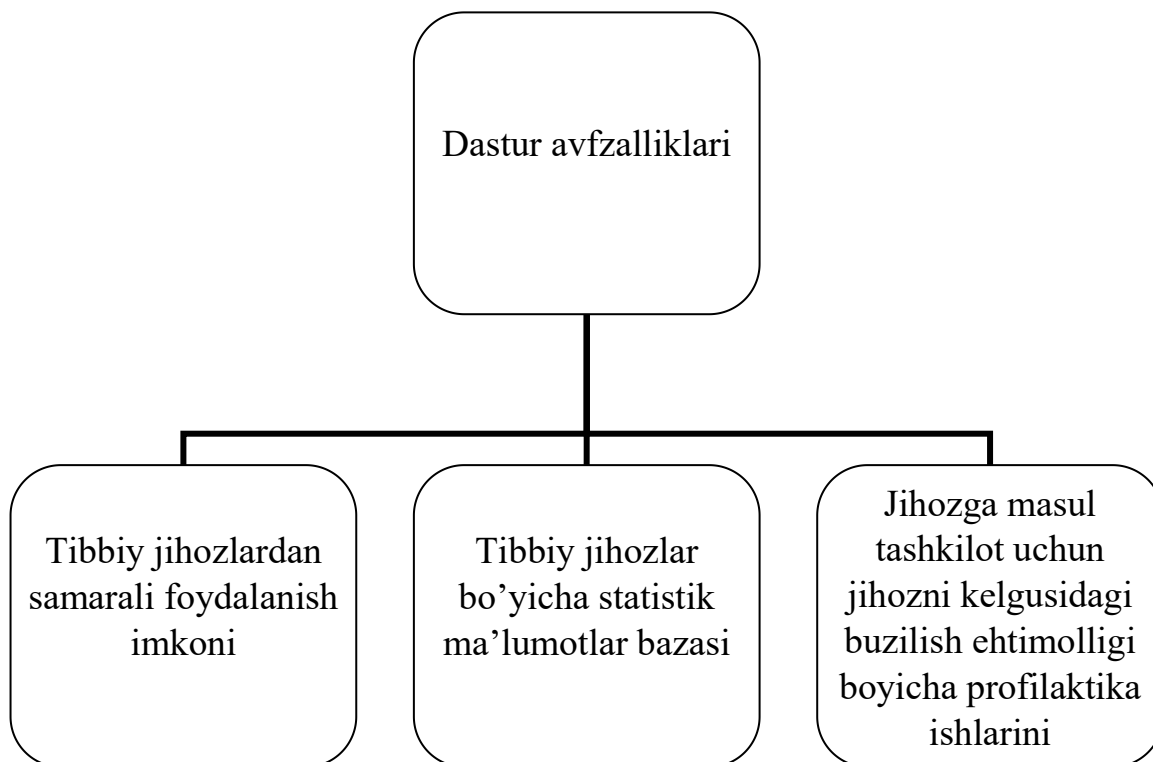 Dastur avfzalliklari
Tibbiy jihozlardan
samarali foydalanish
imkoni
Tibbiy jihozlar
bo’yicha statistik
ma’lumotlar bazasi
Jihozga masul
tashkilot uchun
jihozni kelgusidagi
buzilish ehtimolligi
boyicha profilaktika
ishlarini